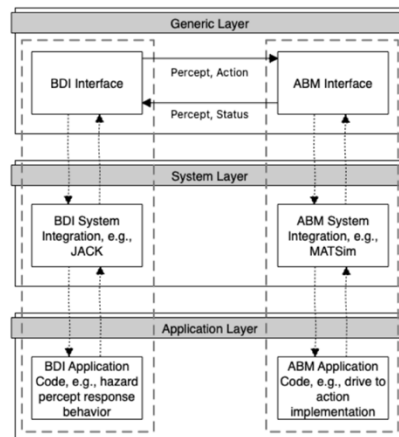 Generic Layer
BDI Interface
Percept, Action
Percept, Status
ABM Interface
System Layer
BDI System
Integration, e.g.,
JACK
ABM System
Integration, e.g.,
MATSim
Application Layer
BDI Application
Code, e.g., hazard
percept response
behavior
ABM Application
Code, e.g., drive to
action
implementation